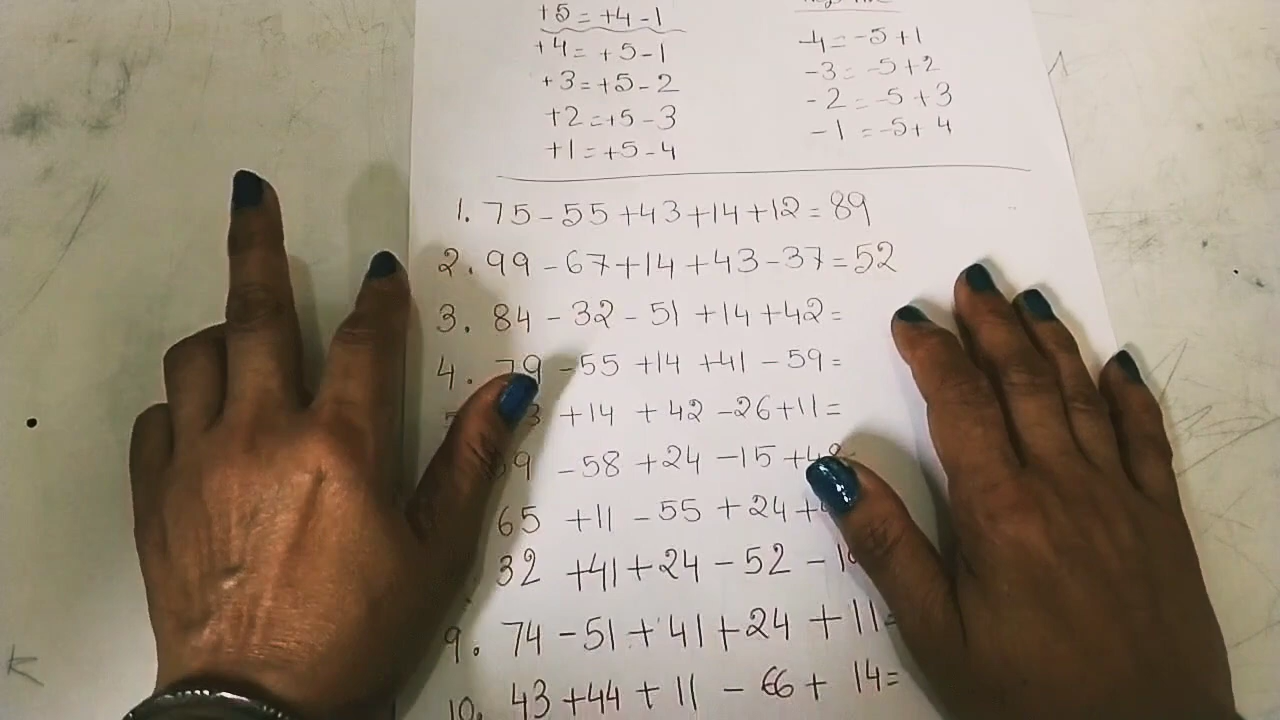 +5 = +4 - 1
+4 = +5 - 1
+3 = +5 - 2
+2 = +5 - 3
+1 = +5 - 4
-4 = -5 + 1
-3 = -5 + 2
-2 = -5 + 3
-1 = -5 + 4
1. 75 - 55 + 43 + 14 + 12 = 89
2. 99 - 67 + 14 + 43 - 37 = 52
3. 84 - 32 - 51 + 14 + 42 =
4. 79 - 55 + 14 + 41 - 59 =
+ 14 + 42 - 26 + 11 =
- 58 + 24 - 15
65 + 11 - 55 + 24 +
32 + 41 + 24 - 52 -
9. 74 - 51 + 41 + 24 + 11 =
10. 43 + 44 + 11 - 66 + 14 =